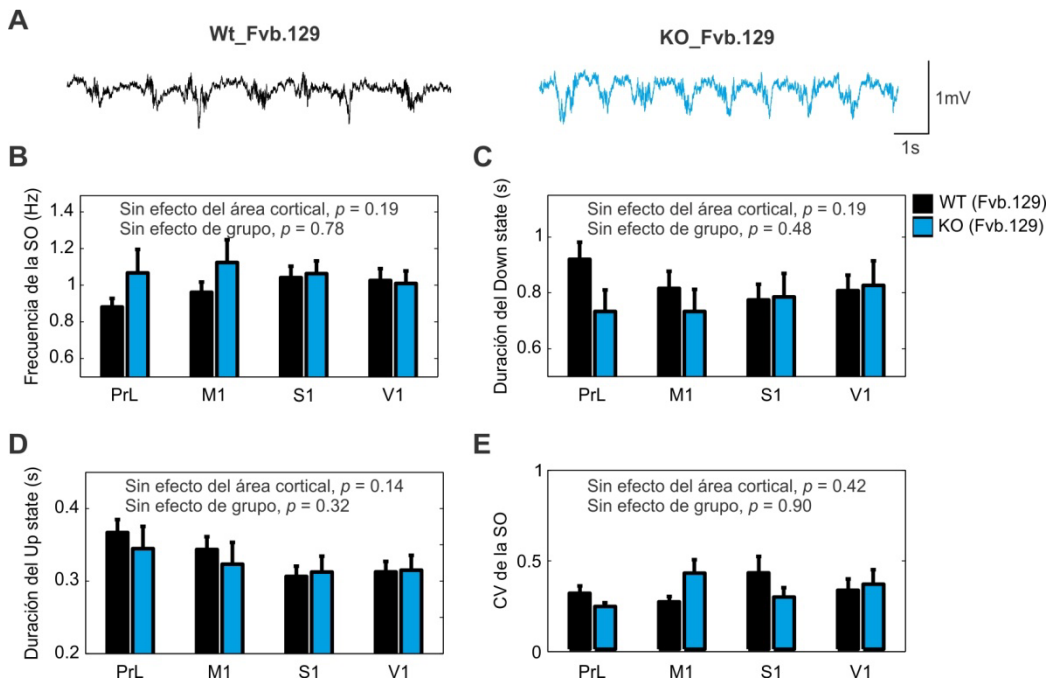 A
Wt_Fvb.129
KO_Fvb.129
1mV
1s
B
Frecuencia de la SO (Hz)
1.4
1.2
1
0.8
0.6
Sin efecto del área cortical, p = 0.19
Sin efecto de grupo, p = 0.78
PrL M1 S1 V1
C
Duración del Down state (s)
1
0.8
0.6
Sin efecto del área cortical, p = 0.19
Sin efecto de grupo, p = 0.48
PrL M1 S1 V1
WT (Fvb.129)
KO (Fvb.129)
D
Duración del Up state (s)
0.4
0.3
0.2
Sin efecto del área cortical, p = 0.14
Sin efecto de grupo, p = 0.32
PrL M1 S1 V1
E
CV de la SO
1
0.5
0
Sin efecto del área cortical, p = 0.42
Sin efecto de grupo, p = 0.90
PrL M1 S1 V1